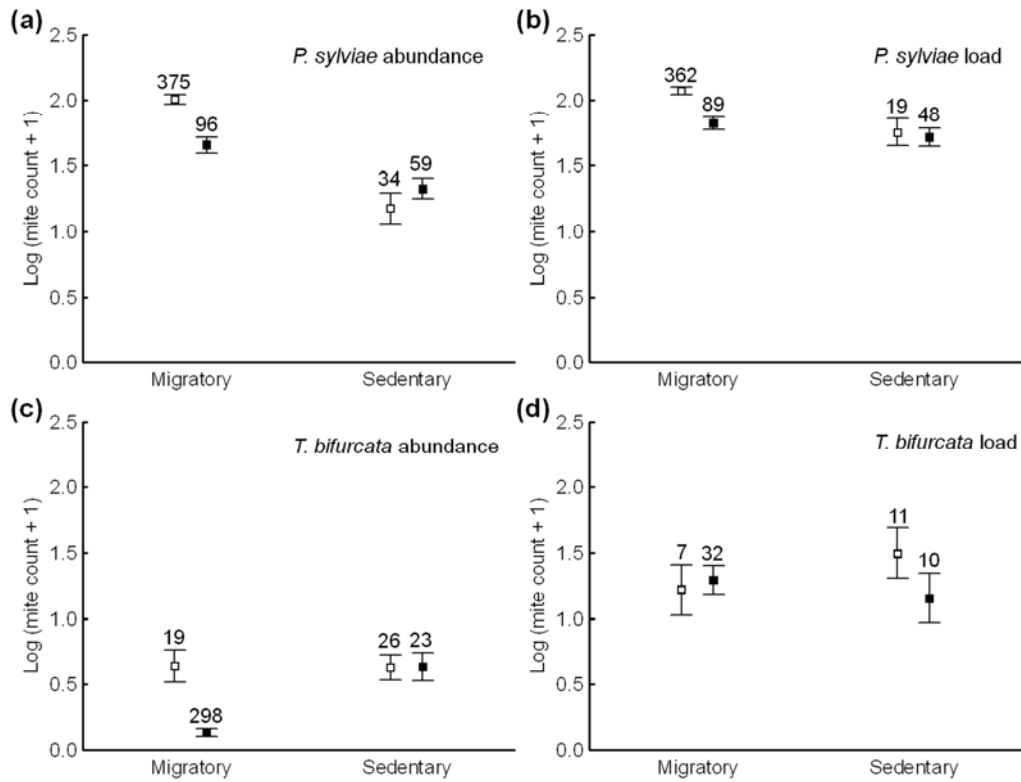 (a)
P. sylviae abundance
Log (mite count + 1)
2.5
2.0
1.5
1.0
0.5
0.0
375
96
34
59
Migratory
Sedentary
(b)
P. sylviae load
Log (mite count + 1)
2.5
2.0
1.5
1.0
0.5
0.0
362
89
19
48
Migratory
Sedentary
(c)
T. bifurcata abundance
Log (mite count + 1)
2.5
2.0
1.5
1.0
0.5
0.0
19
298
26
23
Migratory
Sedentary
(d)
T. bifurcata load
Log (mite count + 1)
2.5
2.0
1.5
1.0
0.5
0.0
7
32
11
10
Migratory
Sedentary